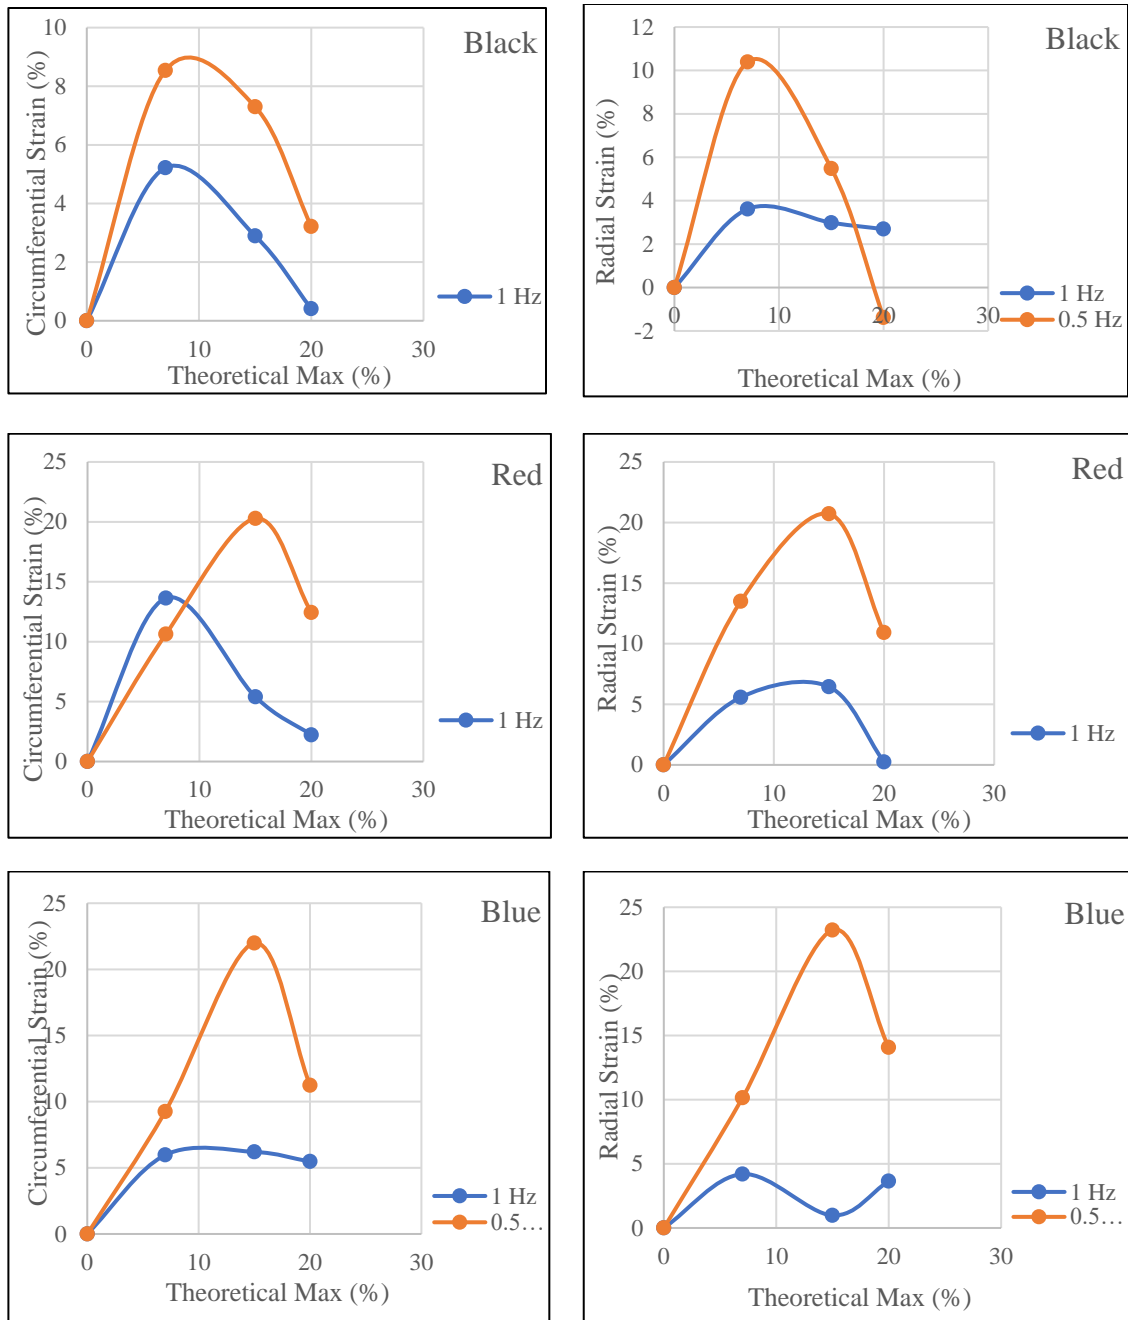 Black
Circumferential Strain (%)
10
8
6
4
2
0
0 10 20 30
Theoretical Max (%)
1 Hz
Black
Radial Strain (%)
12
10
8
6
4
2
0
-2
0 10 20 30
Theoretical Max (%)
1 Hz
0.5 Hz
Red
Circumferential Strain (%)
25
20
15
10
5
0
0 10 20 30
Theoretical Max (%)
1 Hz
Red
Radial Strain (%)
25
20
15
10
5
0
0 10 20 30
Theoretical Max (%)
1 Hz
Blue
Circumferential Strain (%)
25
20
15
10
5
0
0 10 20 30
Theoretical Max (%)
1 Hz
0.5…
Blue
Radial Strain (%)
25
20
15
10
5
0
0 10 20 30
Theoretical Max (%)
1 Hz
0.5…